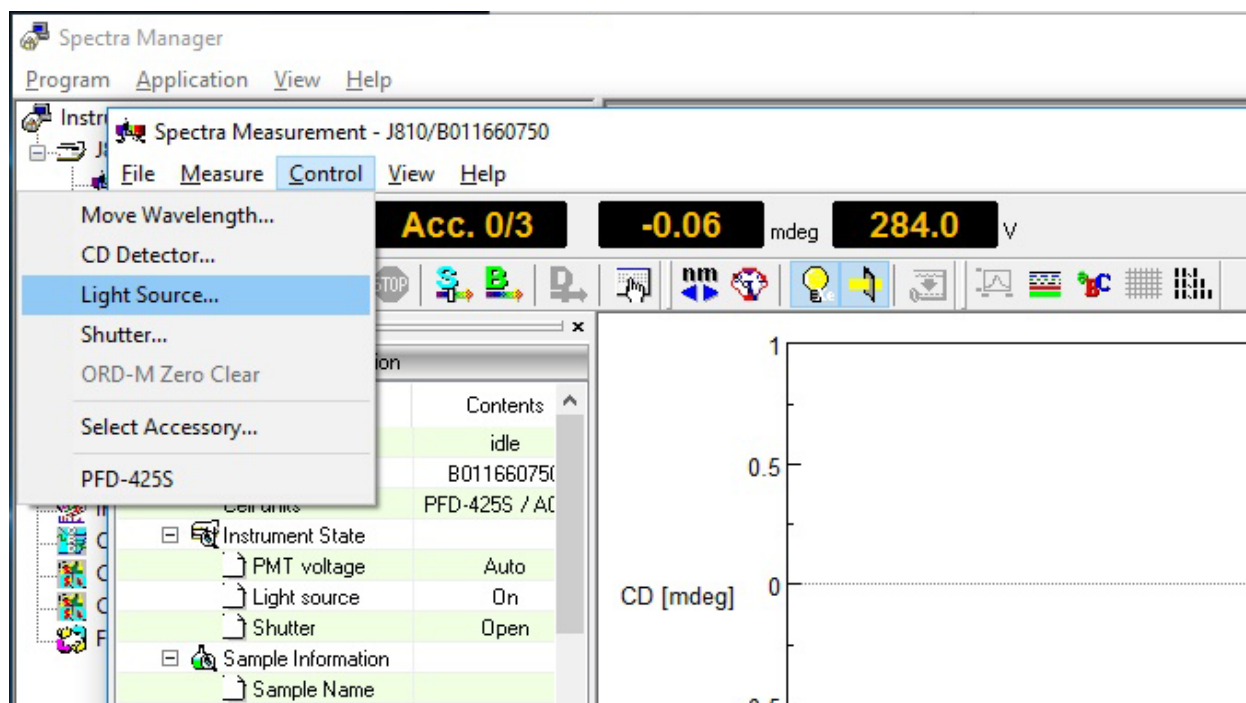 Spectra Manager
Program Application View Help
Instr
Spectra Measurement - J810/B011660750
File Measure Control View Help
Move Wavelength...
CD Detector...
Light Source...
Shutter...
ORD-M Zero Clear
Select Accessory...
PFD-425S
Acc. 0/3 -0.06 mdeg 284.0 V
STOP S B D nm
ion
Contents
idle
B01166075(
Cell units PFD-425S / A
Instrument State
PMT voltage Auto
Light source On
Shutter Open
Sample Information
Sample Name
C
C
C
F
1
0.5
CD [mdeg] 0